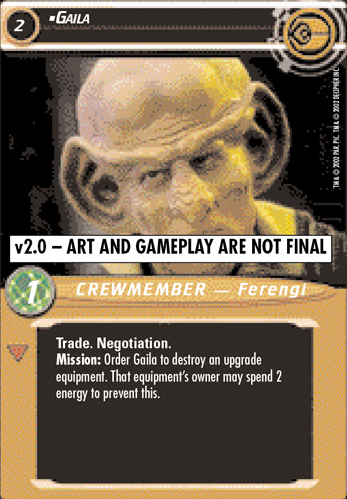 2
▪Gaila
TM & © 2002 PAR. PIC. TM & © 2002 DECIPHER INC.
v2.0 – ART AND GAMEPLAY ARE NOT FINAL
1
CREWMEMBER — Ferengi
Trade. Negotiation.
Mission: Order Gaila to destroy an upgrade
equipment. That equipment's owner may spend 2
energy to prevent this.